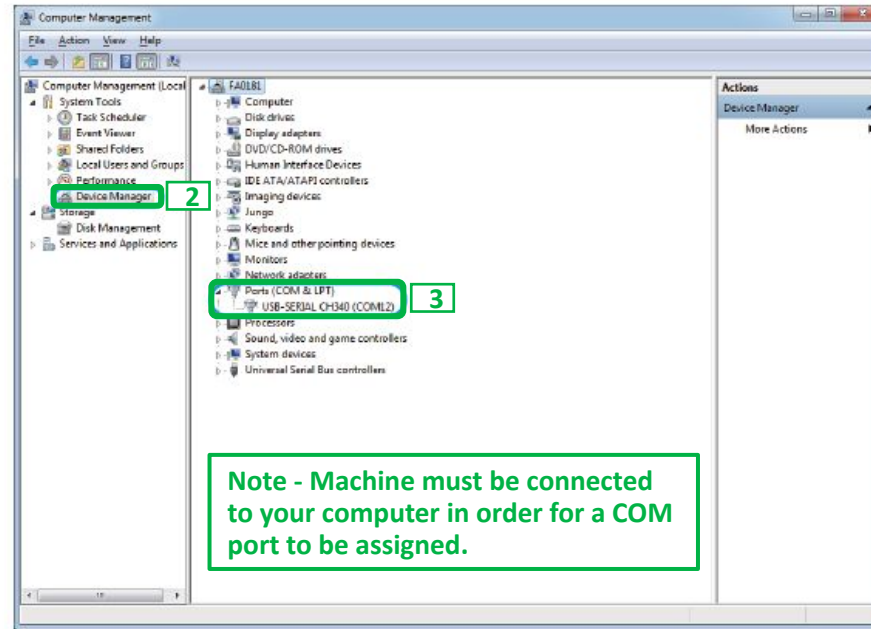 Computer Management
File Action View Help
Computer Management (Local
System Tools
Task Scheduler
Event Viewer
Shared Folders
Local Users and Groups
Performance
Device Manager
2
Storage
Disk Management
Services and Applications
FA0181
Computer
Disk drives
Display adapters
DVD/CD-ROM drives
Human Interface Devices
IDE ATA/ATAPI controllers
Imaging devices
Jungo
Keyboards
Mice and other pointing devices
Monitors
Network adapters
Ports (COM & LPT)
USB-SERIAL CH340 (COM12)
3
Processors
Sound, video and game controllers
System devices
Universal Serial Bus controllers
Actions
Device Manager
More Actions
Note - Machine must be connected
to your computer in order for a COM
port to be assigned.